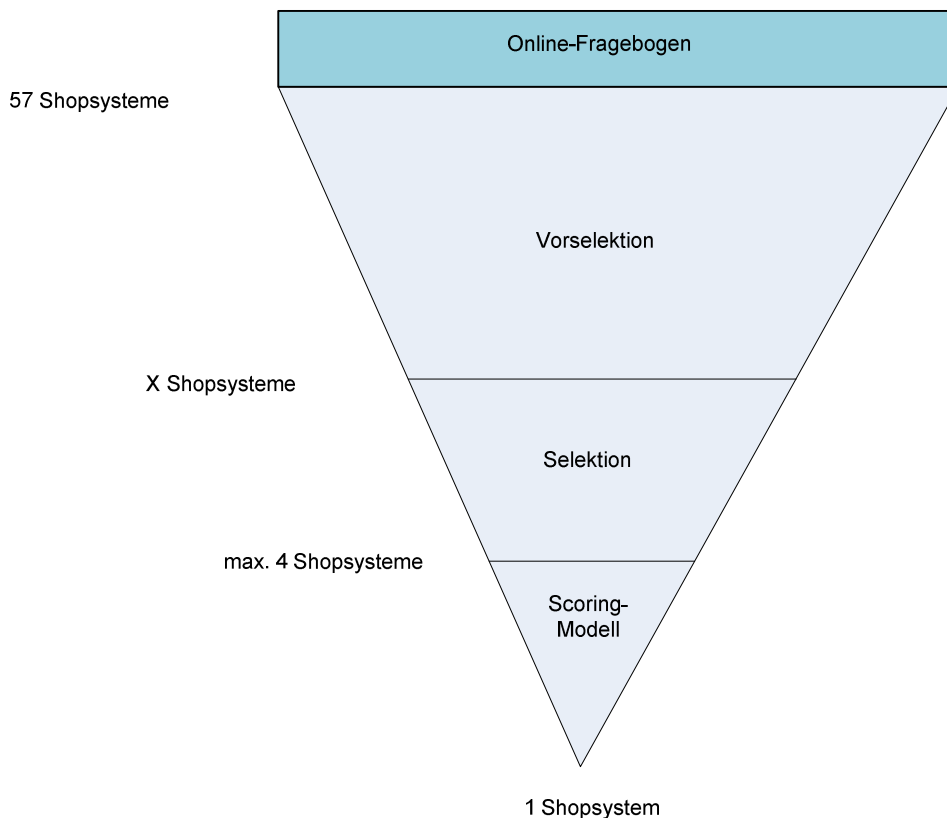 Online-Fragebogen
57 Shopsysteme
Vorselektion
X Shopsysteme
Selektion
max. 4 Shopsysteme
Scoring-
Modell
1 Shopsystem